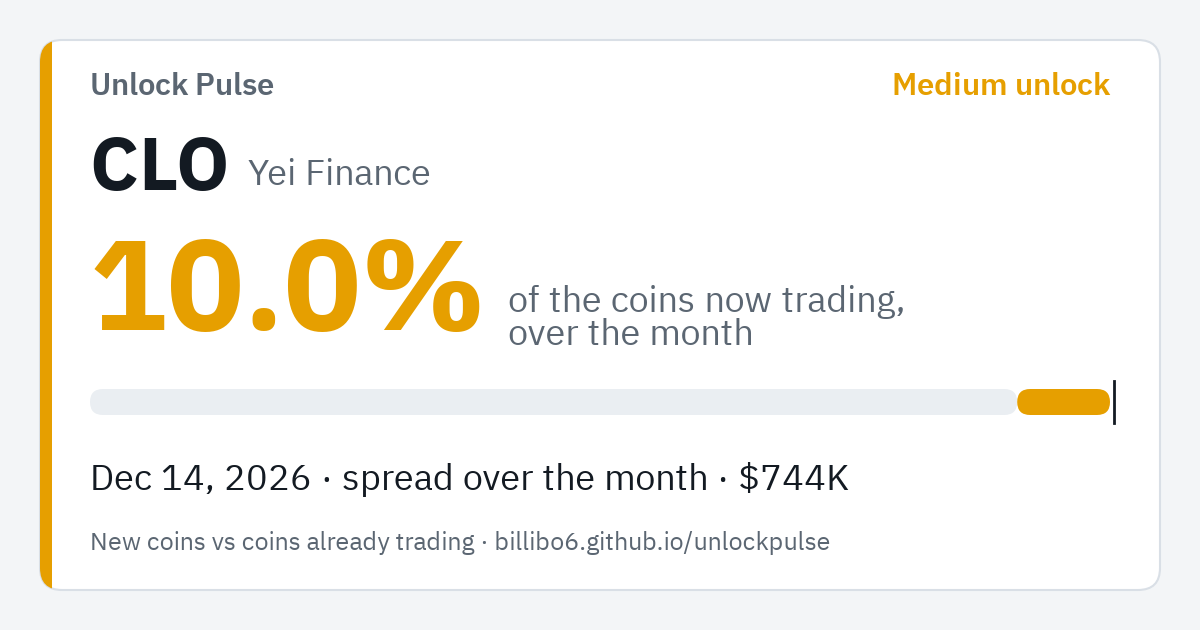 Unlock Pulse
Medium unlock
CLO Yei Finance
10.0% of the coins now trading,
over the month
Dec 14, 2026 · spread over the month · $744K
New coins vs coins already trading · billibo6.github.io/unlockpulse